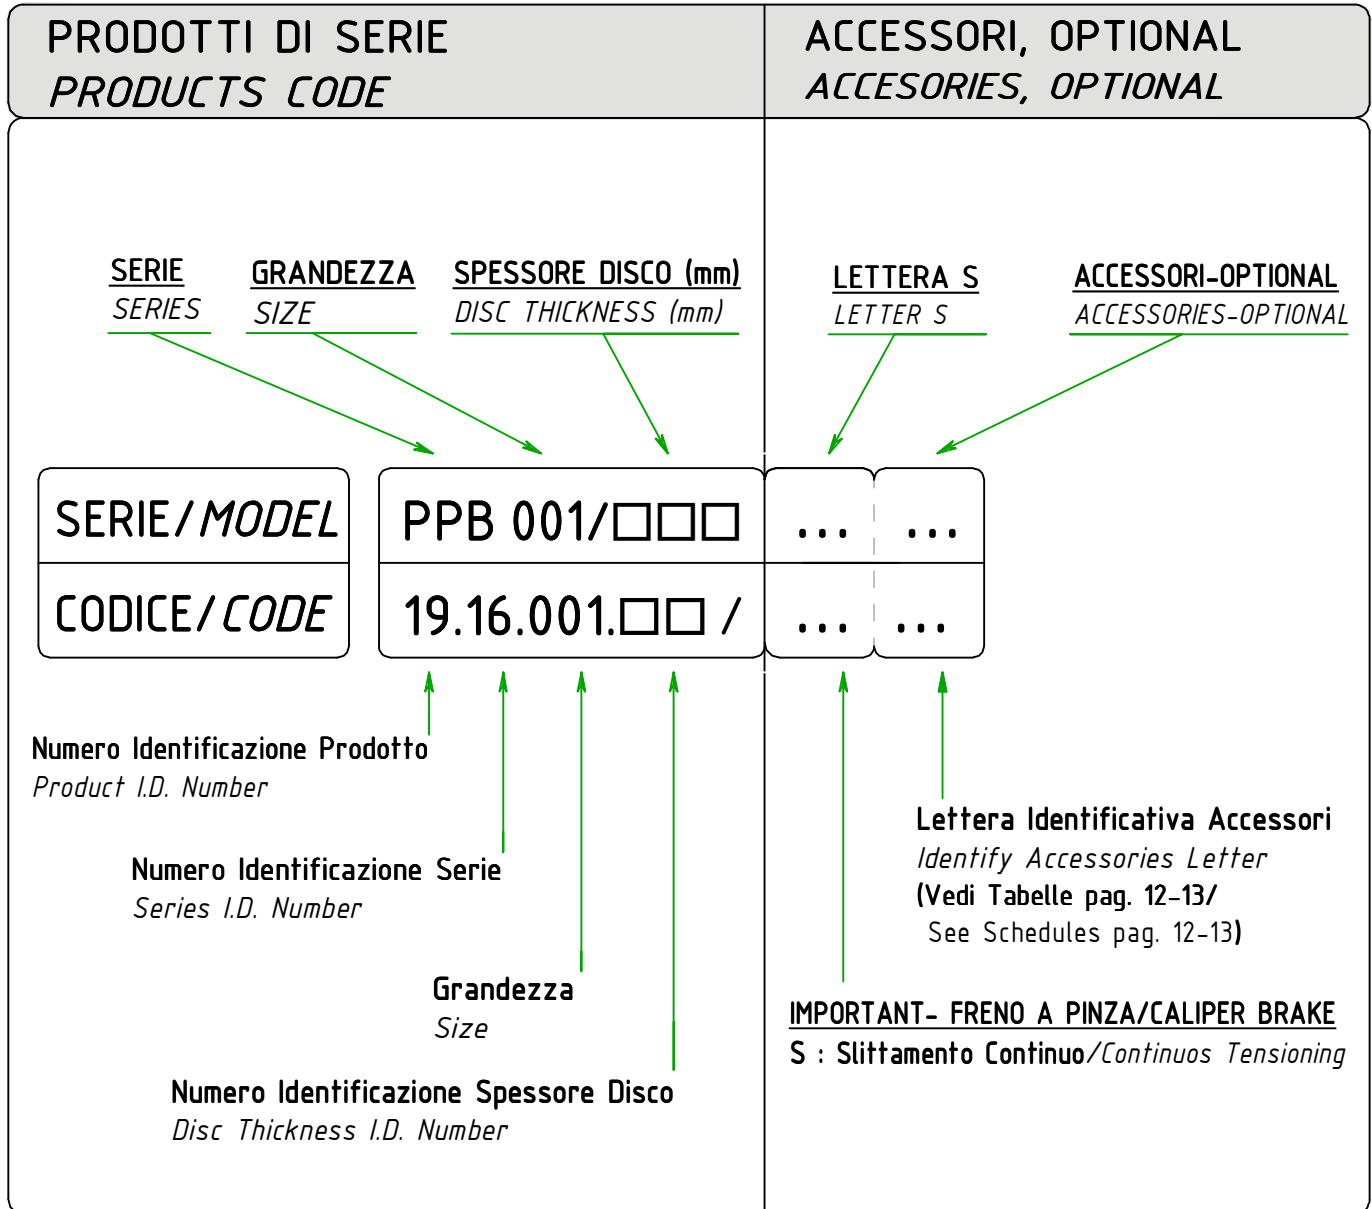 PRODOTTI DI SERIE
PRODUCTS CODE
ACCESSORI, OPTIONAL
ACCESORIES, OPTIONAL
SERIE
SERIES
GRANDEZZA
SIZE
SPESSORE DISCO (mm)
DISC THICKNESS (mm)
LETTERA S
LETTER S
ACCESSORI-OPTIONAL
ACCESSORIES-OPTIONAL
SERIE/MODEL
PPB 001/□□□ ... ...
CODICE/CODE
19.16.001.□□ / ... ...
Numero Identificazione Prodotto
Product I.D. Number
Numero Identificazione Serie
Series I.D. Number
Grandezza
Size
Numero Identificazione Spessore Disco
Disc Thickness I.D. Number
Lettera Identificativa Accessori
Identify Accessories Letter
(Vedi Tabelle pag. 12-13/
See Schedules pag. 12-13)
IMPORTANT- FRENO A PINZA/CALIPER BRAKE
S : Slittamento Continuo/Continuos Tensioning